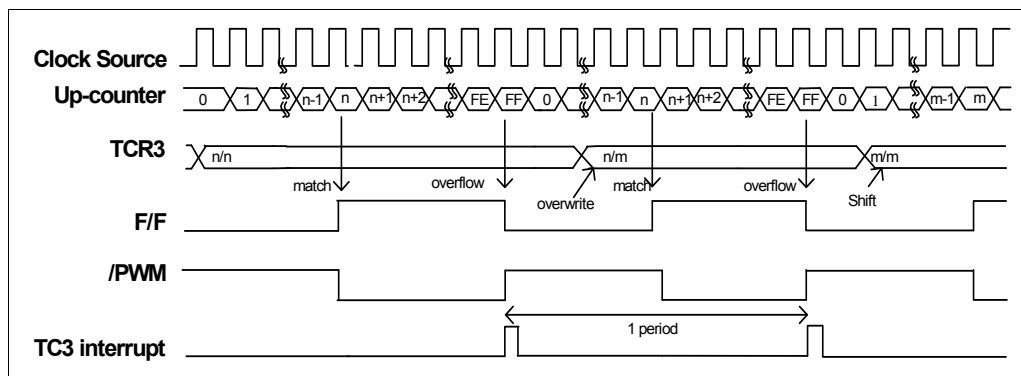 Clock Source
Up-counter 0 1 n-1 n n+1 n+2 FE FF 0 n-1 n n+1 n+2 FE FF 0 1 m-1 m
TCR3 n/n n/m m/m
match overflow overwrite match overflow Shift
F/F
/PWM
1 period
TC3 interrupt